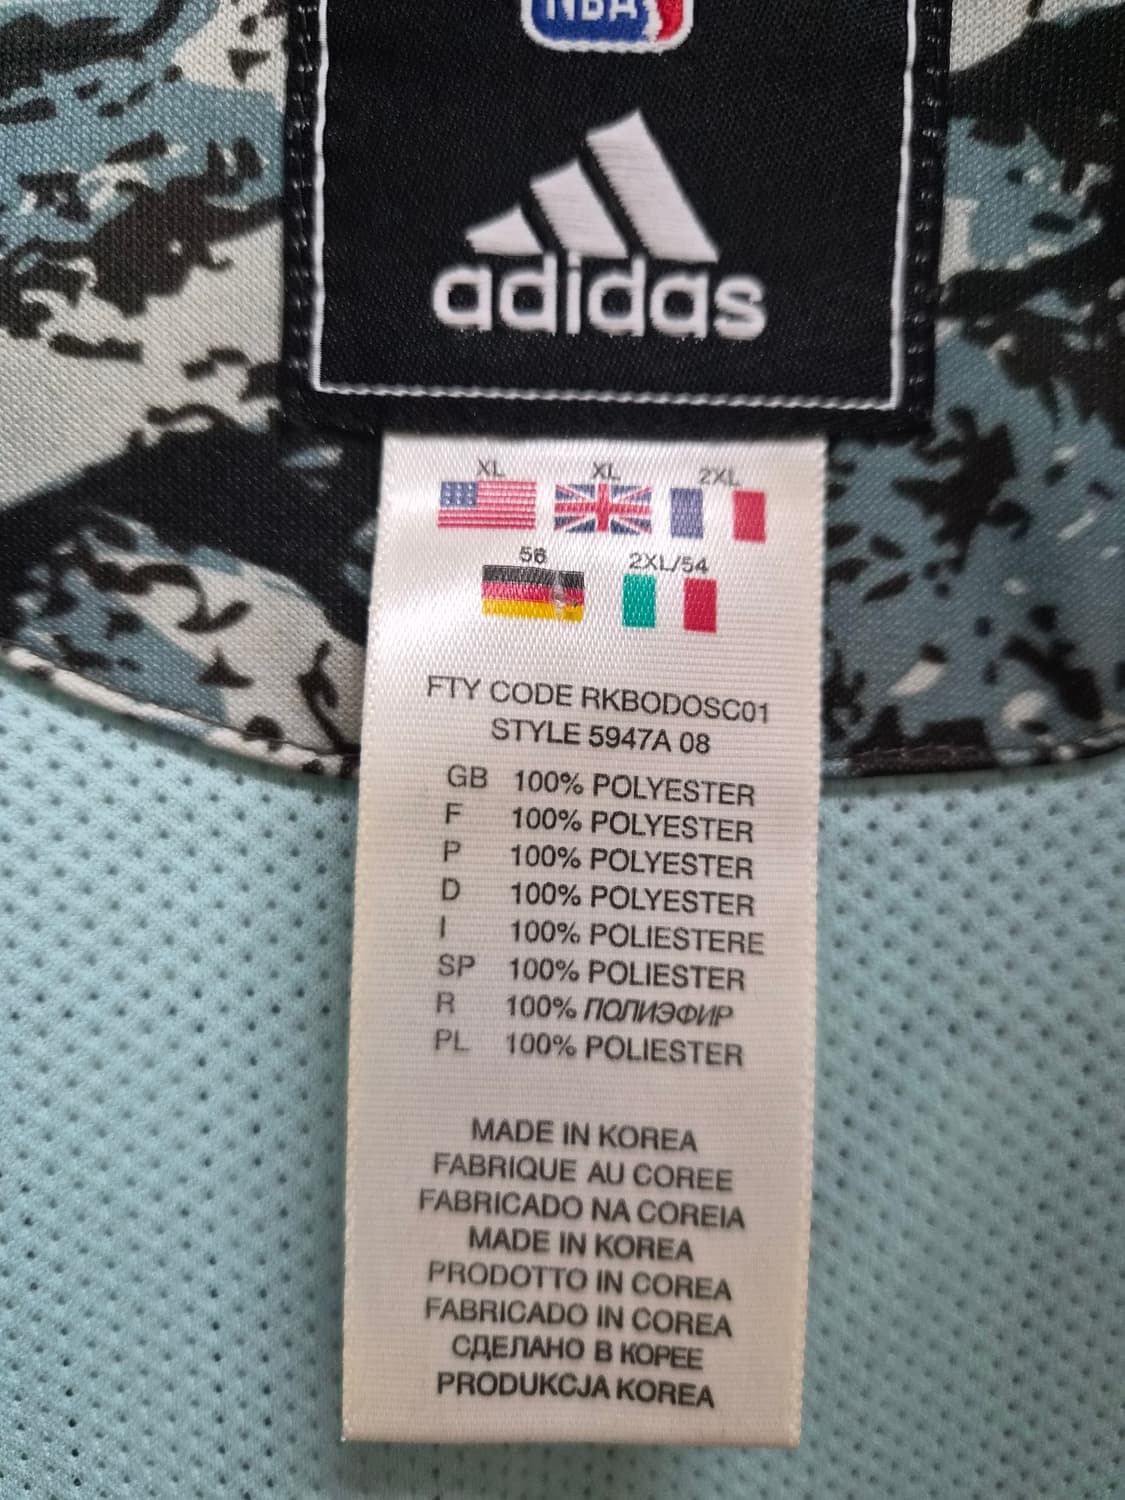 NBA
adidas
XL XL 2XL
56 2XL/54
FTY CODE RKBODOSC01
STYLE 5947A 08
GB 100% POLYESTER
F 100% POLYESTER
P 100% POLYESTER
D 100% POLYESTER
I 100% POLIESTERE
SP 100% POLIESTER
R 100% ПОЛИЭФИР
PL 100% POLIESTER
MADE IN KOREA
FABRIQUE AU COREE
FABRICADO NA COREIA
MADE IN KOREA
PRODOTTO IN COREA
FABRICADO IN COREA
СДЕЛАНО В КОРЕЕ
PRODUKCJA KOREA